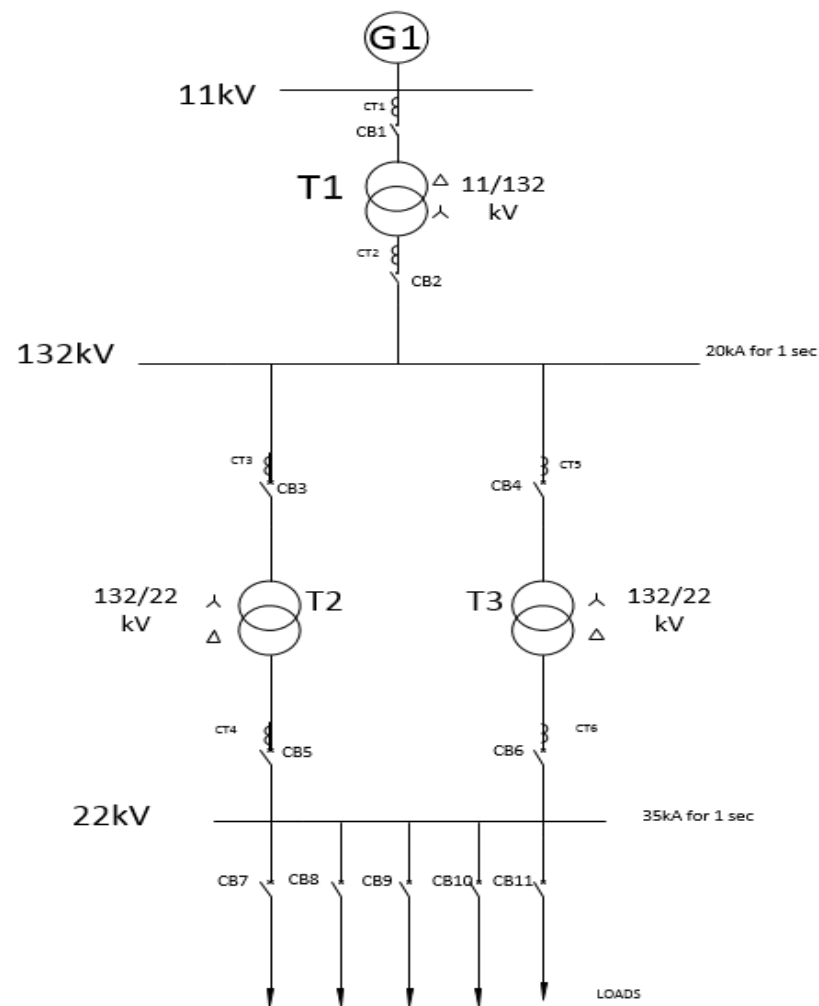 G1
11kV
CT1
CB1
T1
11/132
kV
CT2
CB2
132kV
20kA for 1 sec
CT3
CB3
CT5
CB4
132/22
kV
T2
T3
132/22
kV
CT4
CB5
CT6
CB6
22kV
35kA for 1 sec
CB7
CB8
CB9
CB10
CB11
LOADS